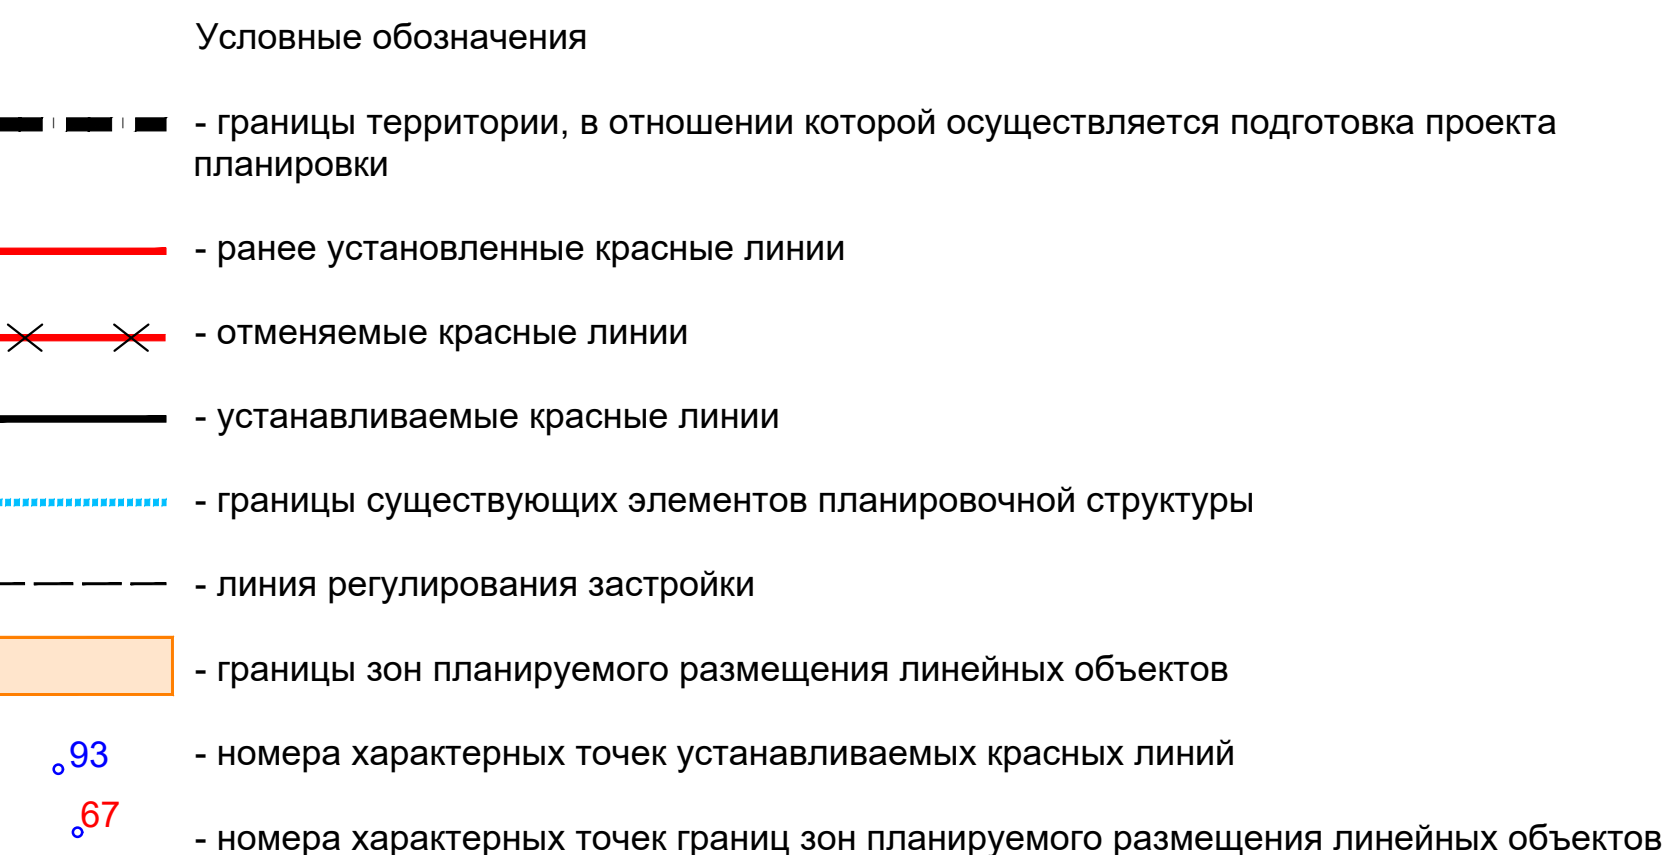 Условные обозначения
- границы территории, в отношении которой осуществляется подготовка проекта
планировки
- ранее установленные красные линии
- отменяемые красные линии
- устанавливаемые красные линии
- границы существующих элементов планировочной структуры
- линия регулирования застройки
- границы зон планируемого размещения линейных объектов
93 - номера характерных точек устанавливаемых красных линий
67 - номера характерных точек границ зон планируемого размещения линейных объектов